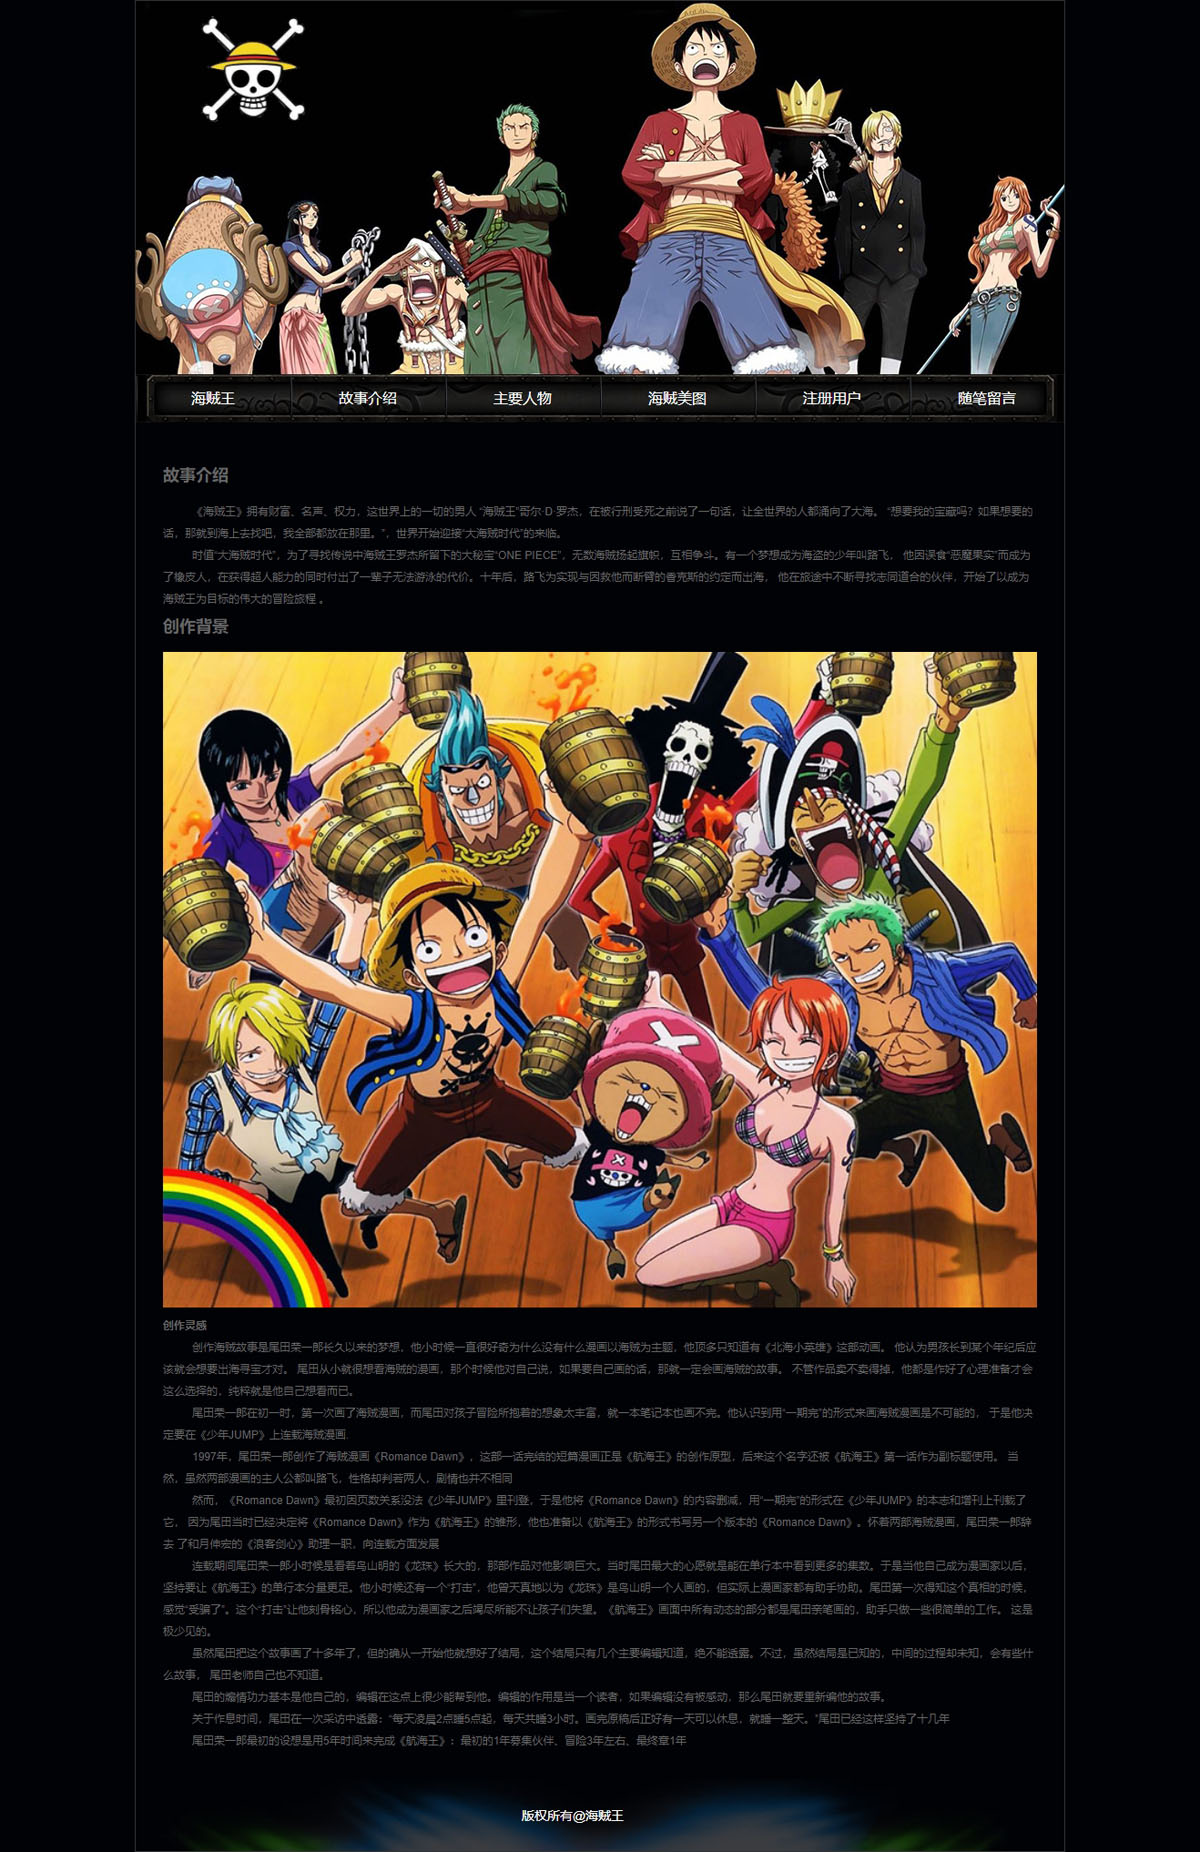 海贼王 故事介绍 主要人物 海贼美图 注册用户 随笔留言
故事介绍
《海贼王》拥有财富、名声、权力，这世界上的一切的男人 “海贼王”哥尔·D·罗杰，在被行刑受死之前说了一句话，让全世界的人都涌向了大海。 “想要我的宝藏吗？如果想要的
话，那就到海上去找吧，我全部都放在那里。”，世界开始迎接“大海贼时代”的来临。
时值“大海贼时代”，为了寻找传说中海贼王罗杰所留下的大秘宝“ONE PIECE”，无数海贼扬起旗帜，互相争斗。有一个梦想成为海盗的少年叫路飞， 他因误食“恶魔果实”而成为
了橡皮人，在获得超人能力的同时付出了一辈子无法游泳的代价。十年后，路飞为实现与因救他而断臂的香克斯的约定而出海， 他在旅途中不断寻找志同道合的伙伴，开始了以成为
海贼王为目标的伟大的冒险旅程 。
创作背景
创作灵感
创作海贼故事是尾田荣一郎长久以来的梦想，他小时候一直很好奇为什么没有什么漫画以海贼为主题，他顶多只知道有《北海小英雄》这部动画。 他认为男孩长到某个年纪后应
该就会想要出海寻宝才对。 尾田从小就很想看海贼的漫画，那个时候他对自己说，如果要自己画的话，那就一定会画海贼的故事。 不管作品卖不卖得掉，他都是作好了心理准备才会
这么选择的，纯粹就是他自己想看而已。
尾田荣一郎在初一时，第一次画了海贼漫画，而尾田对孩子冒险所抱着的想象太丰富，就一本笔记本也画不完。他认识到用“一期完”的形式来画海贼漫画是不可能的， 于是他决
定要在《少年JUMP》上连载海贼漫画.
1997年，尾田荣一郎创作了海贼漫画《Romance Dawn》，这部一话完结的短篇漫画正是《航海王》的创作原型，后来这个名字还被《航海王》第一话作为副标题使用。 当
然，虽然两部漫画的主人公都叫路飞，性格却判若两人，剧情也并不相同
然而，《Romance Dawn》最初因页数关系没法《少年JUMP》里刊登，于是他将《Romance Dawn》的内容删减，用“一期完”的形式在《少年JUMP》的本志和增刊上刊载了
它， 因为尾田当时已经决定将《Romance Dawn》作为《航海王》的雏形，他也准备以《航海王》的形式书写另一个版本的《Romance Dawn》。怀着两部海贼漫画，尾田荣一郎辞
去 了和月伸宏的《浪客剑心》助理一职，向连载方面发展
连载期间尾田荣一郎小时候是看着鸟山明的《龙珠》长大的，那部作品对他影响巨大。当时尾田最大的心愿就是能在单行本中看到更多的集数。于是当他自己成为漫画家以后，
坚持要让《航海王》的单行本分量更足。他小时候还有一个“打击”，他曾天真地以为《龙珠》是鸟山明一个人画的，但实际上漫画家都有助手协助。尾田第一次得知这个真相的时候，
感觉“受骗了”。这个“打击”让他刻骨铭心，所以他成为漫画家之后竭尽所能不让孩子们失望。《航海王》画面中所有动态的部分都是尾田亲笔画的，助手只做一些很简单的工作。 这是
极少见的。
虽然尾田把这个故事画了十多年了，但的确从一开始他就想好了结局，这个结局只有几个主要编辑知道，绝不能透露。不过，虽然结局是已知的，中间的过程却未知，会有些什
么故事， 尾田老师自己也不知道。
尾田的煽情功力基本是他自己的，编辑在这点上很少能帮到他。编辑的作用是当一个读者，如果编辑没有被感动，那么尾田就要重新编他的故事。
关于作息时间，尾田在一次采访中透露：“每天凌晨2点睡5点起，每天共睡3小时。画完原稿后正好有一天可以休息，就睡一整天。”尾田已经这样坚持了十几年
尾田荣一郎最初的设想是用5年时间来完成《航海王》：最初的1年募集伙伴、冒险3年左右、最终章1年
版权所有@海贼王